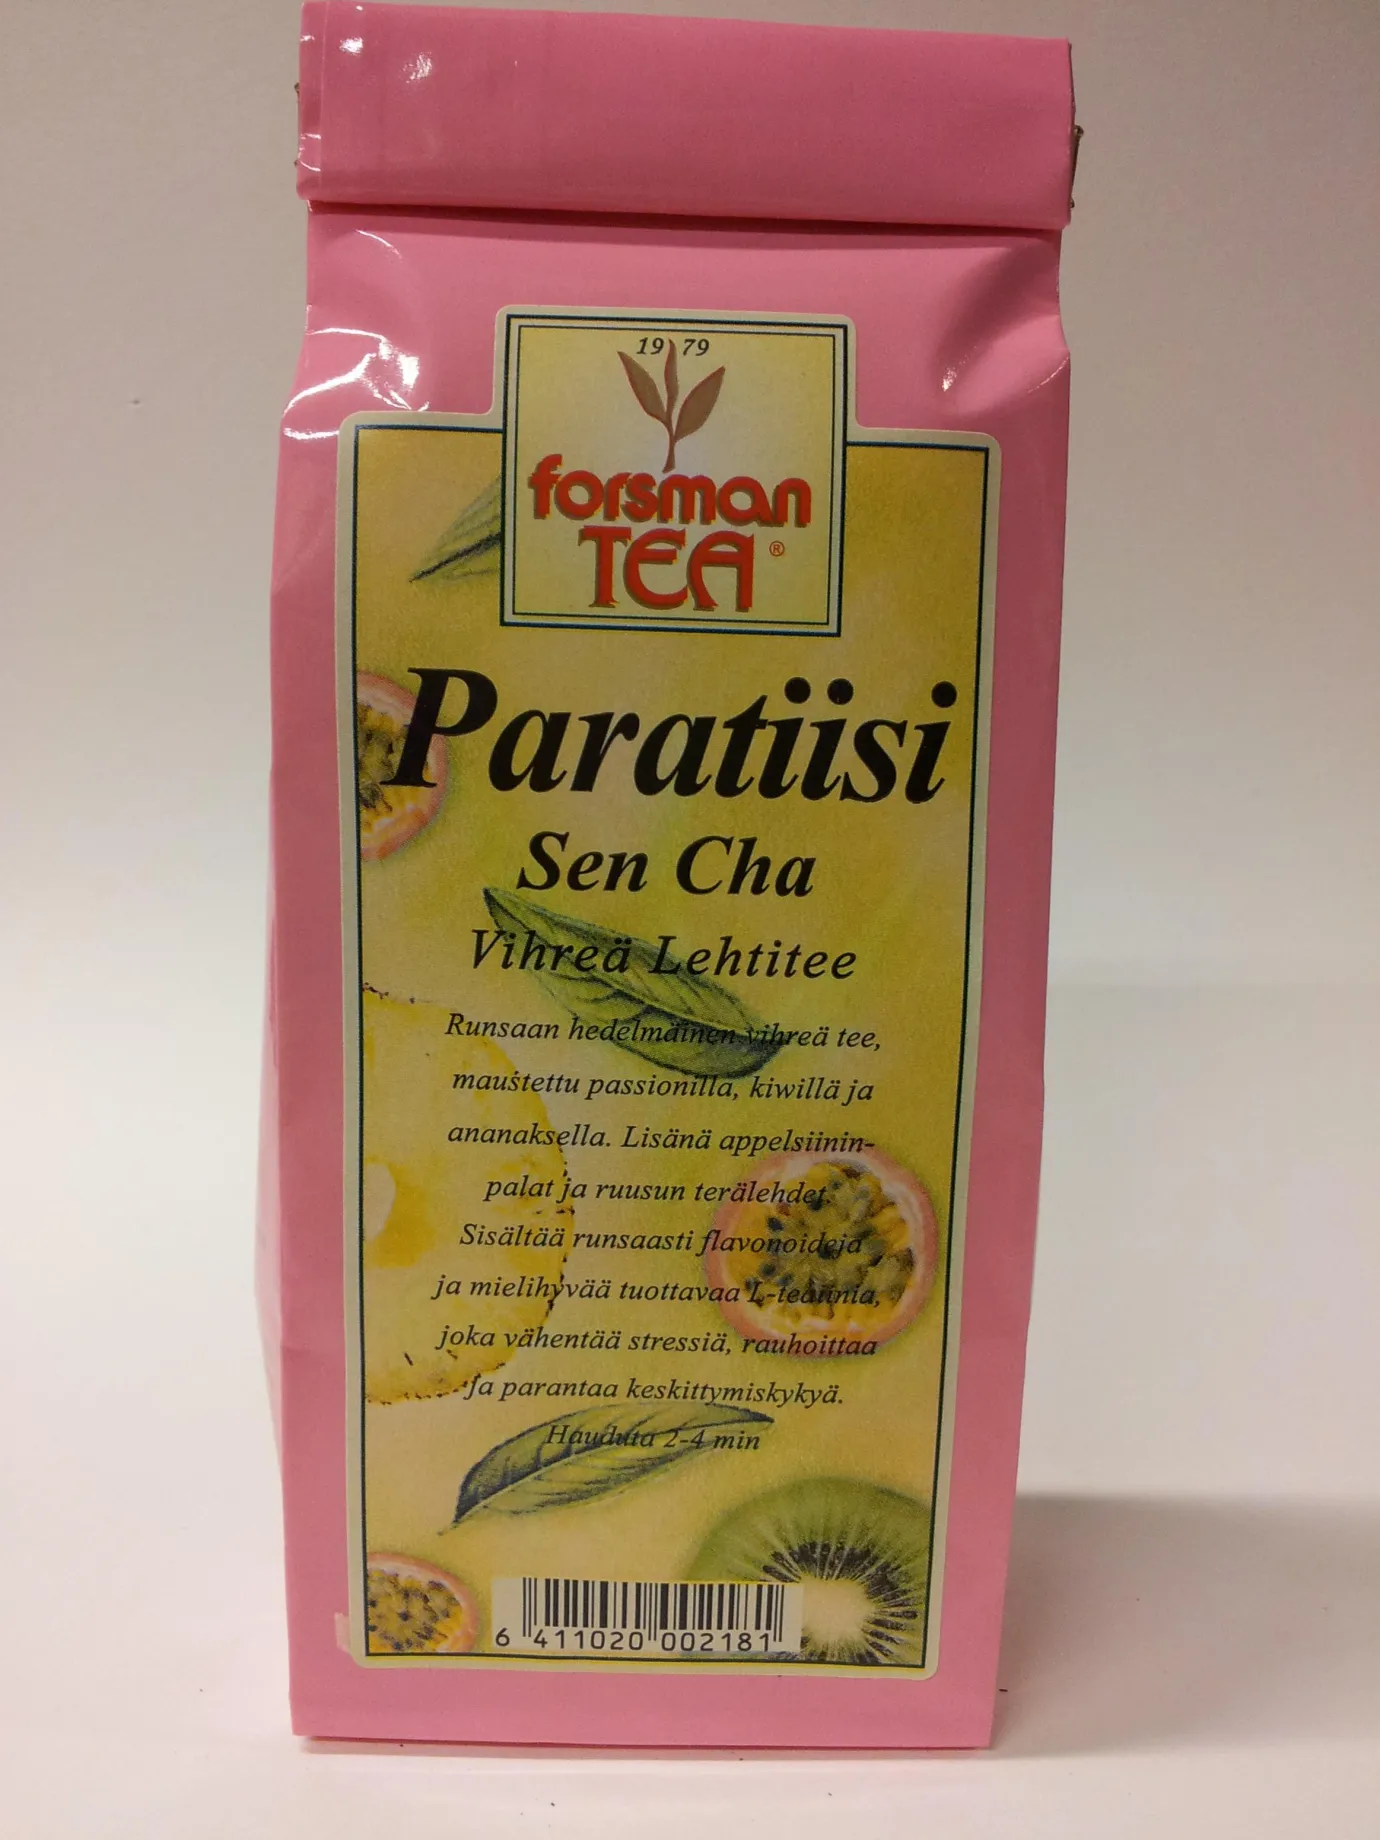 19 79
forsman
TEA ®
Paratiisi
Sen Cha
Vihreä Lehtitee
Runsaan hedelmäinen vihreä tee,
maustettu passionilla, kiwillä ja
ananaksella. Lisänä appelsiinin-
palat ja ruusun terälehdet.
Sisältää runsaasti flavonoideja
ja mielihyvää tuottavaa L-teaniinia,
joka vähentää stressiä, rauhoittaa
ja parantaa keskittymiskykyä.
Hauduta 2-4 min
6 411020 002181